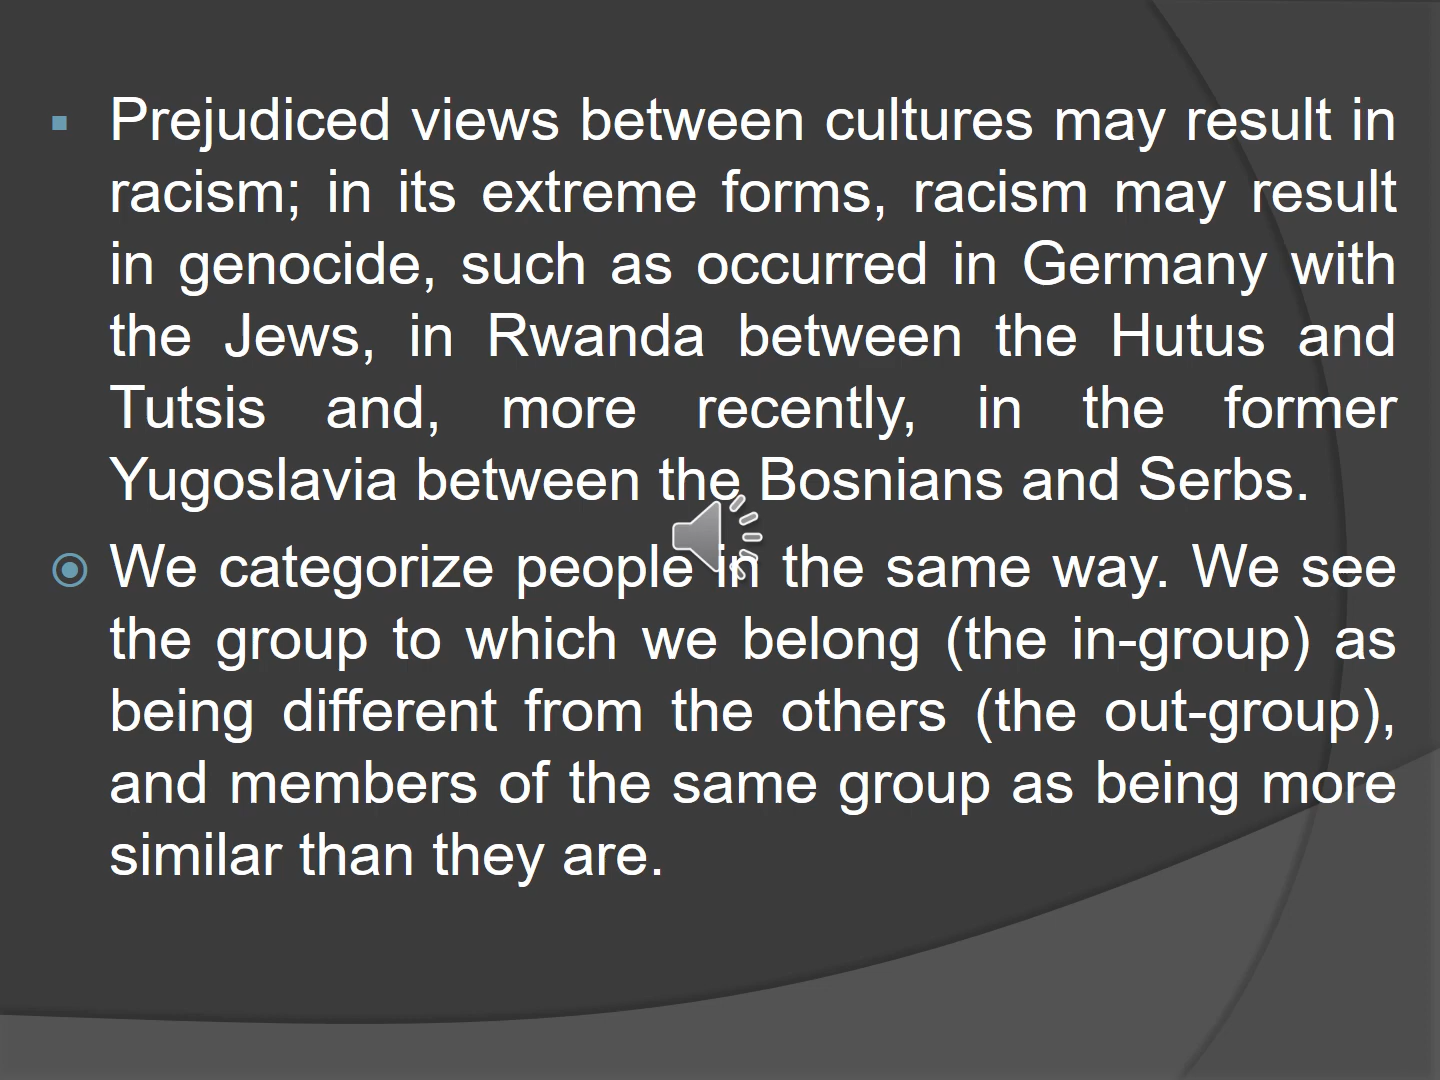 Prejudiced views between cultures may result in
racism; in its extreme forms, racism may result
in genocide, such as occurred in Germany with
the Jews, in Rwanda between the Hutus and
Tutsis and, more recently, in the former
Yugoslavia between the Bosnians and Serbs.
We categorize people in the same way. We see
the group to which we belong (the in-group) as
being different from the others (the out-group),
and members of the same group as being more
similar than they are.